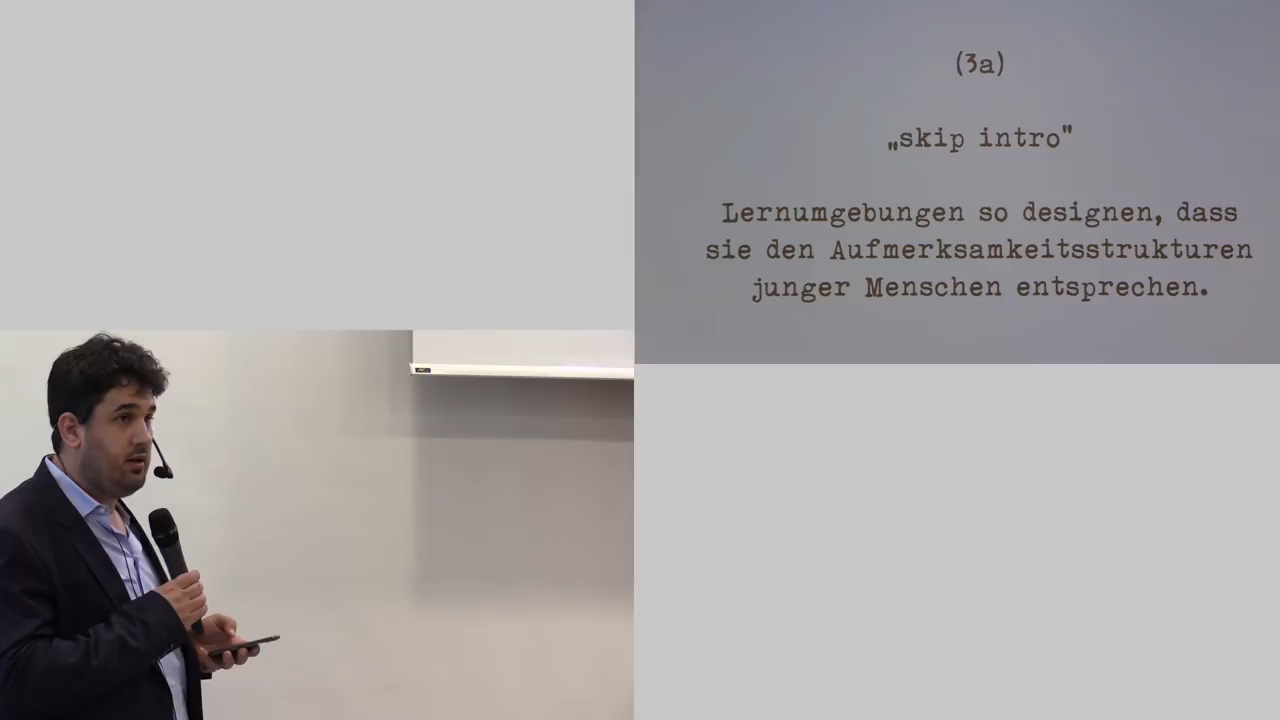 (3a)
„skip intro"
Lernumgebungen so designen, dass
sie den Aufmerksamkeitsstrukturen
junger Menschen entsprechen.